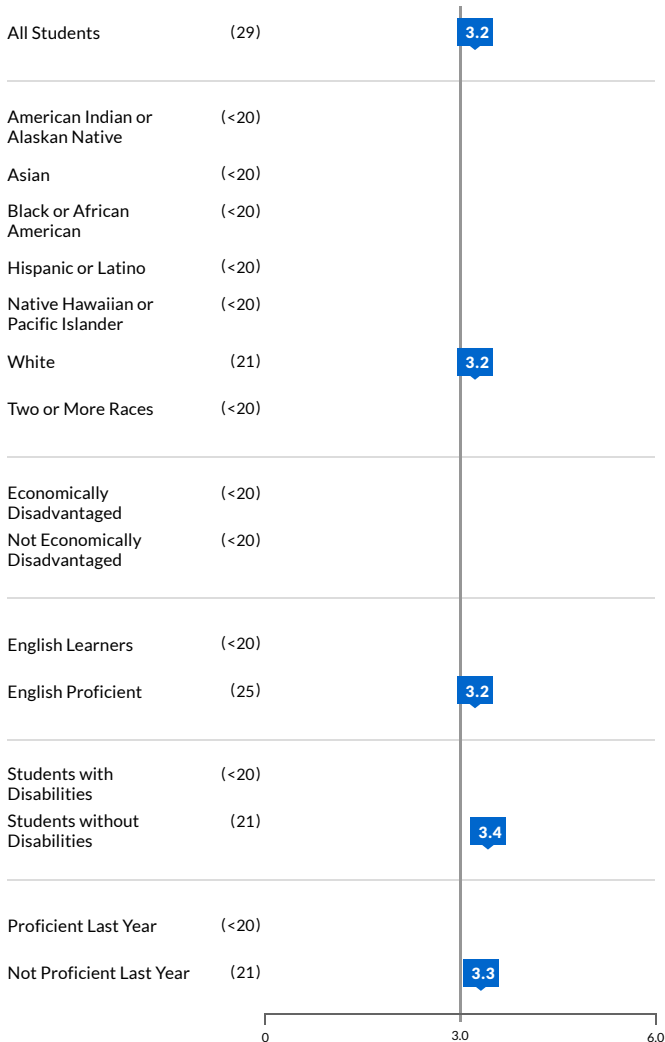 All Students (29) 3.2
American Indian or (<20)
Alaskan Native
Asian (<20)
Black or African (<20)
American
Hispanic or Latino (<20)
Native Hawaiian or (<20)
Pacific Islander
White (21) 3.2
Two or More Races (<20)
Economically (<20)
Disadvantaged
Not Economically (<20)
Disadvantaged
English Learners (<20)
English Proficient (25) 3.2
Students with (<20)
Disabilities
Students without (21) 3.4
Disabilities
Proficient Last Year (<20)
Not Proficient Last Year (21) 3.3
0 3.0 6.0